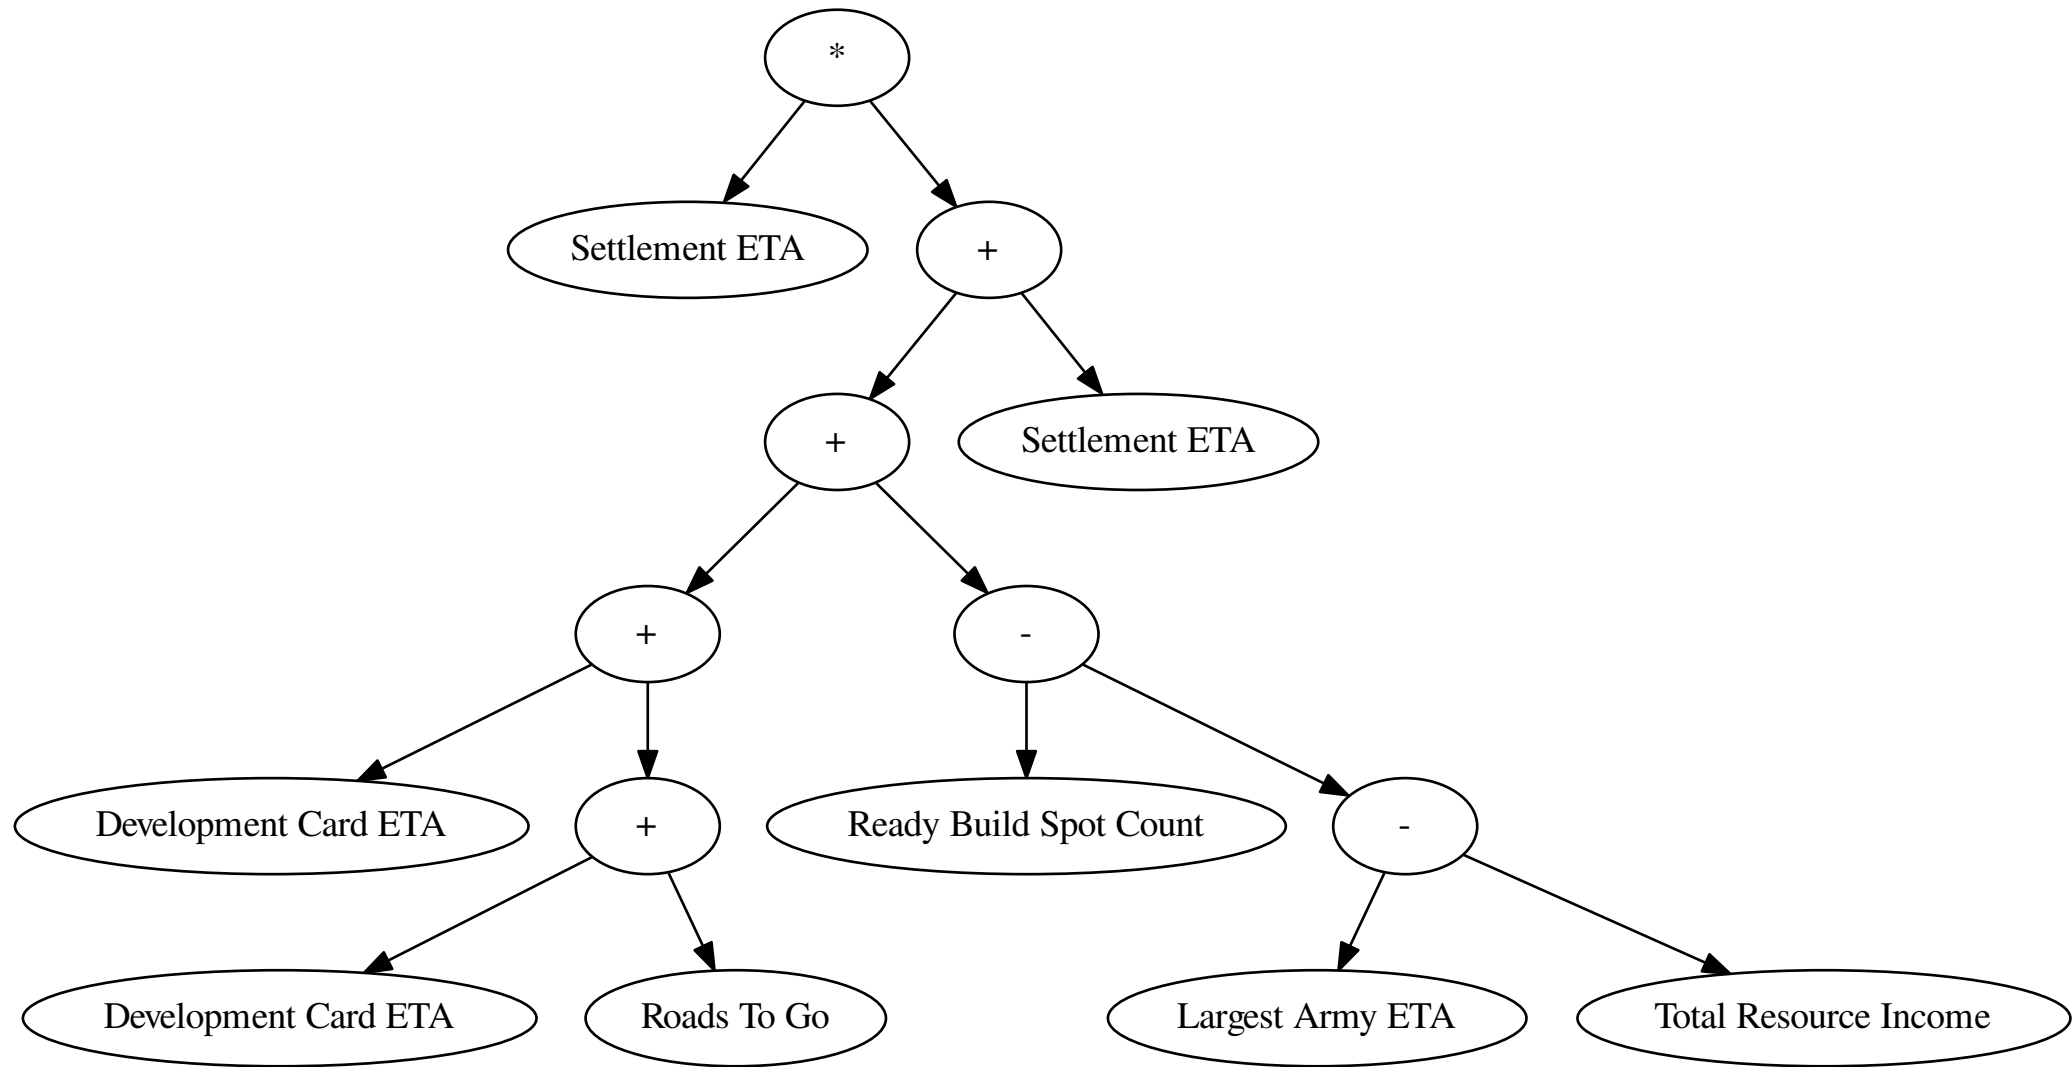 *
Settlement ETA
+
+
Settlement ETA
+
-
Development Card ETA
+
Ready Build Spot Count
-
Development Card ETA
Roads To Go
Largest Army ETA
Total Resource Income